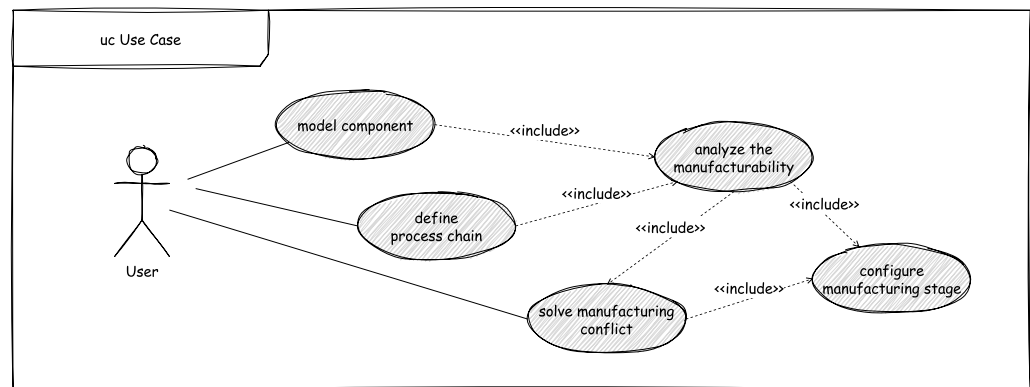 uc Use Case
model component
<<include>>
analyze the
manufacturability
<<include>>
<<include>>
define
process chain
<<include>>
User
configure
manufacturing stage
<<include>>
solve manufacturing
conflict